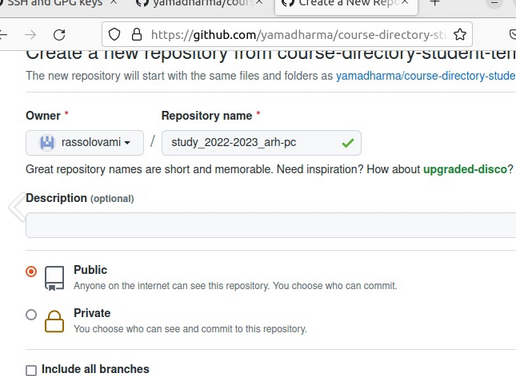 SSH and GPG keys
yamadharma/cours
Create a New Repo
https://github.com/yamadharma/course-directory-st
Create a new repository from course-directory-student-tem
The new repository will start with the same files and folders as yamadharma/course-directory-stude
Owner * Repository name *
rassolovami / study_2022-2023_arh-pc
Great repository names are short and memorable. Need inspiration? How about upgraded-disco?
Description (optional)
Public
Anyone on the internet can see this repository. You choose who can commit.
Private
You choose who can see and commit to this repository.
Include all branches